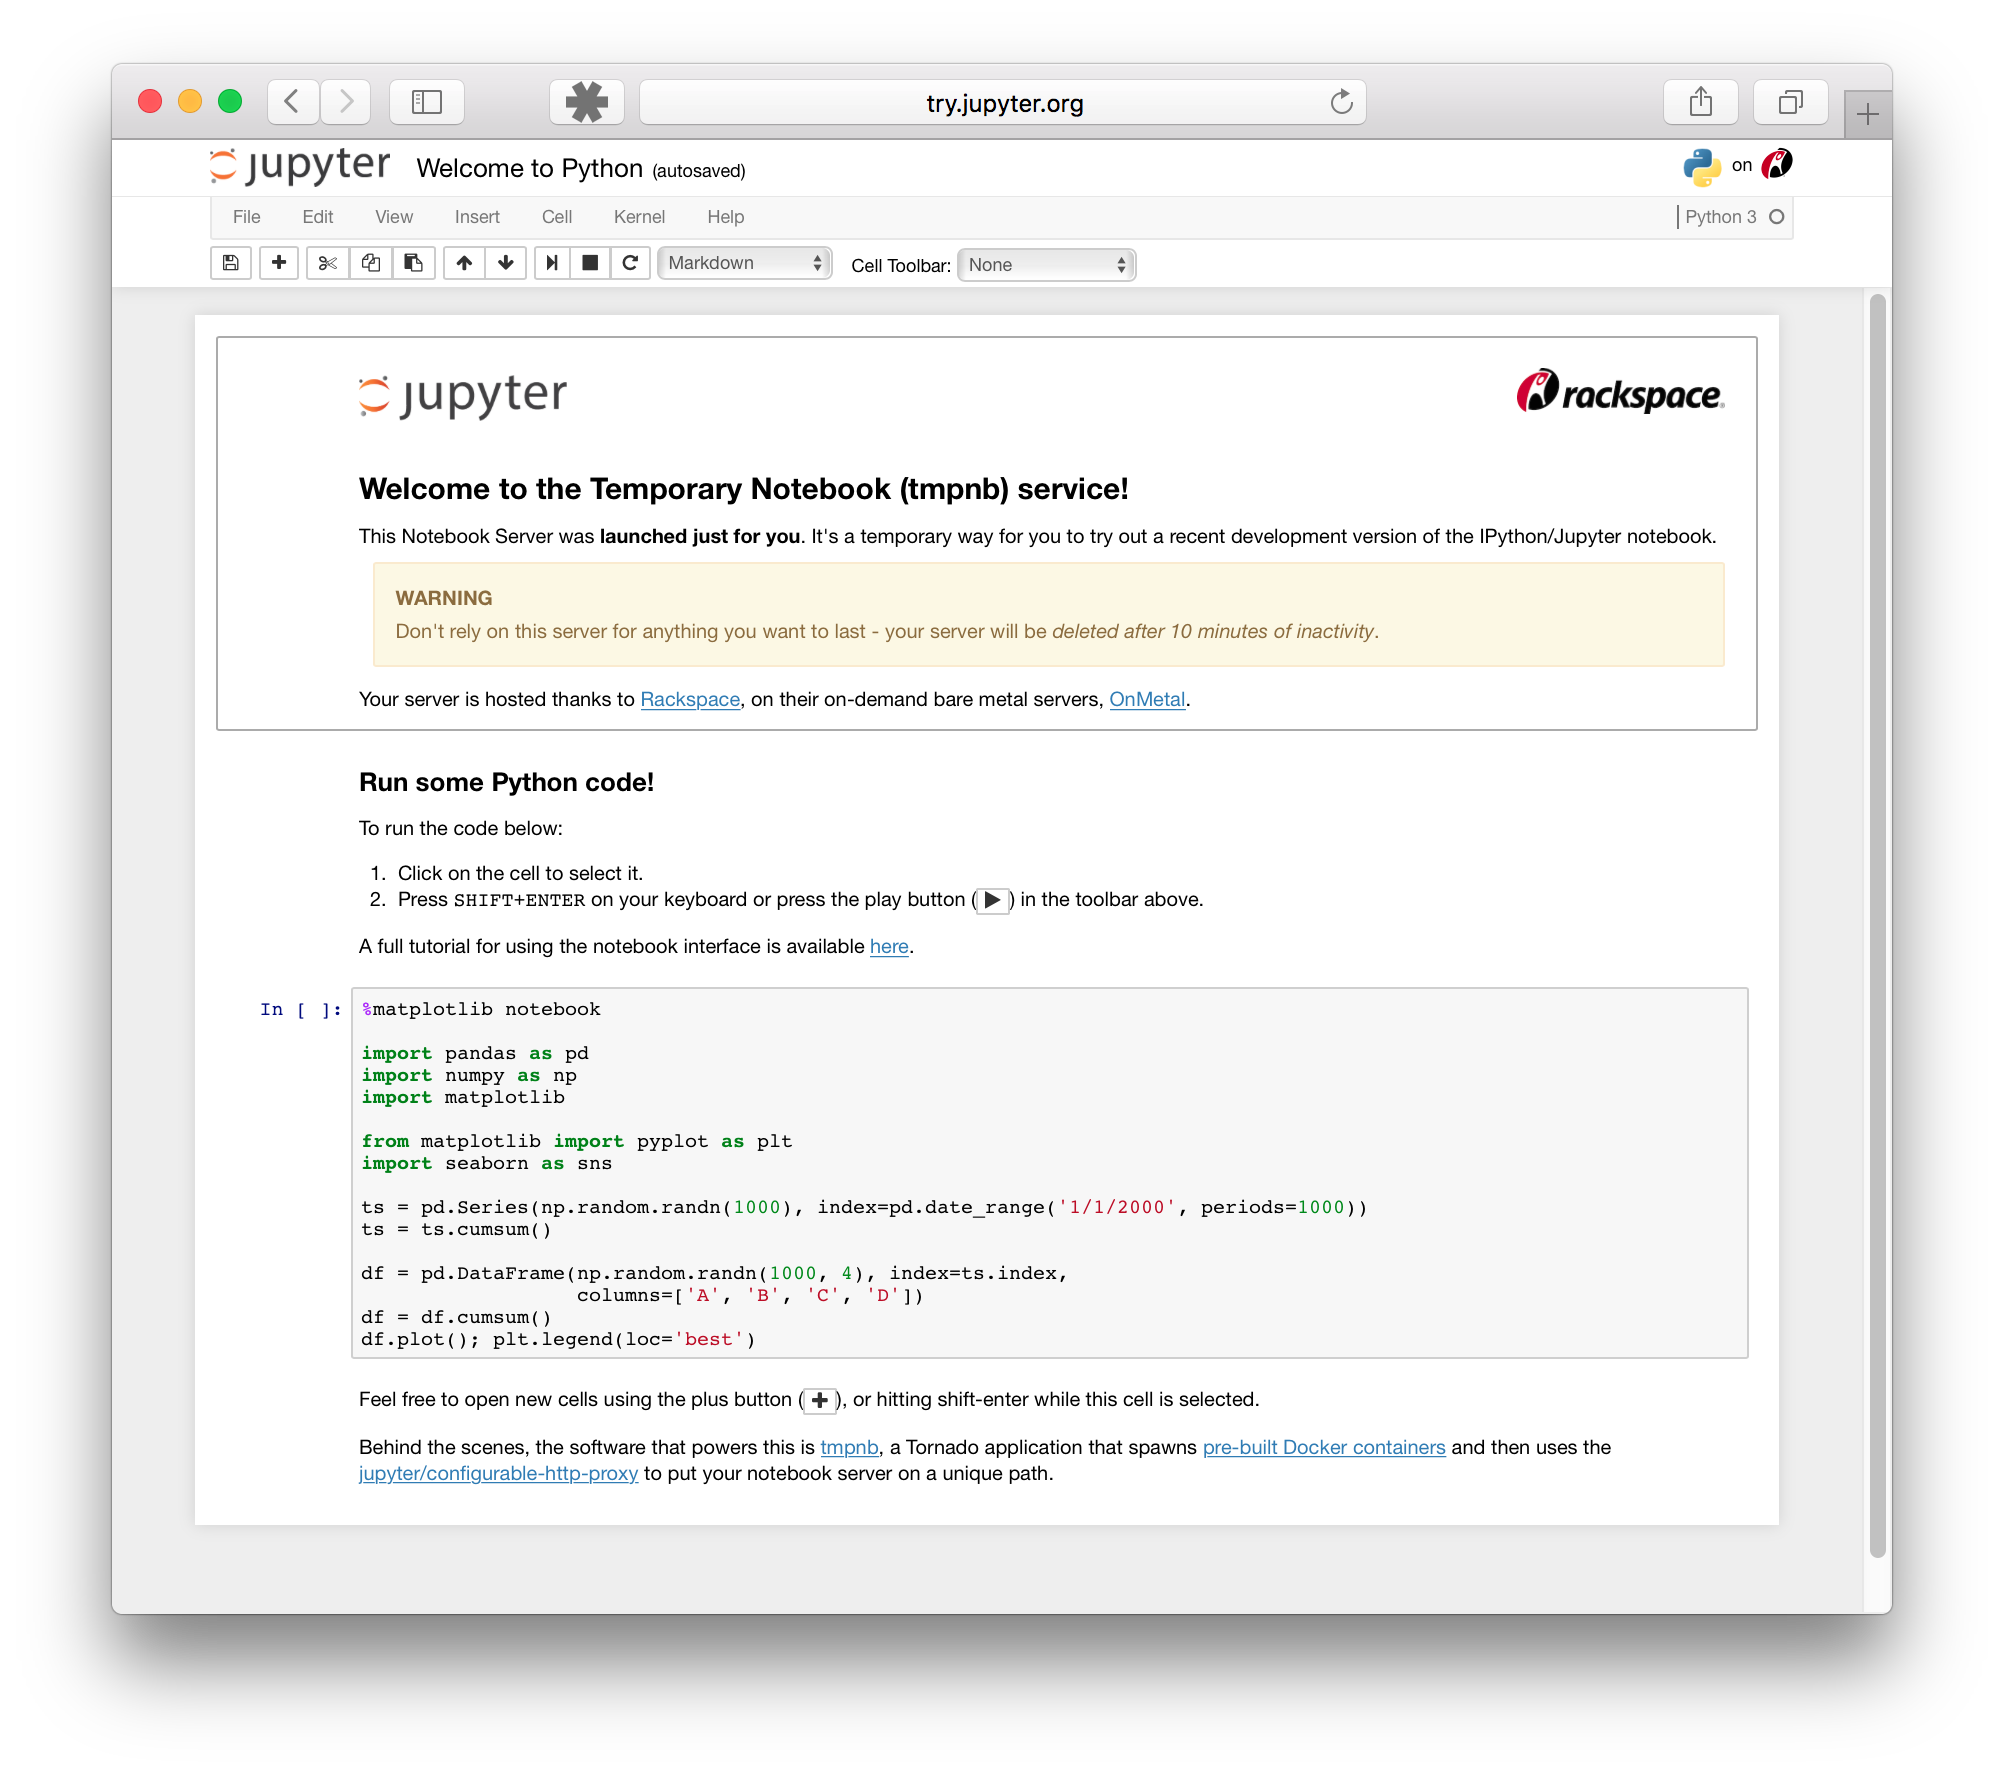 try.jupyter.org
jupyter Welcome to Python (autosaved) on
File Edit View Insert Cell Kernel Help Python 3
Markdown Cell Toolbar: None
jupyter rackspace®
Welcome to the Temporary Notebook (tmpnb) service!
This Notebook Server was launched just for you. It's a temporary way for you to try out a recent development version of the IPython/Jupyter notebook.
WARNING
Don't rely on this server for anything you want to last - your server will be deleted after 10 minutes of inactivity.
Your server is hosted thanks to Rackspace, on their on-demand bare metal servers, OnMetal.
Run some Python code!
To run the code below:
1. Click on the cell to select it.
2. Press SHIFT+ENTER on your keyboard or press the play button (▶) in the toolbar above.
A full tutorial for using the notebook interface is available here.
In [ ]: %matplotlib notebook
import pandas as pd
import numpy as np
import matplotlib
from matplotlib import pyplot as plt
import seaborn as sns
ts = pd.Series(np.random.randn(1000), index=pd.date_range('1/1/2000', periods=1000))
ts = ts.cumsum()
df = pd.DataFrame(np.random.randn(1000, 4), index=ts.index,
columns=['A', 'B', 'C', 'D'])
df = df.cumsum()
df.plot(); plt.legend(loc='best')
Feel free to open new cells using the plus button (+), or hitting shift-enter while this cell is selected.
Behind the scenes, the software that powers this is tmpnb, a Tornado application that spawns pre-built Docker containers and then uses the
jupyter/configurable-http-proxy to put your notebook server on a unique path.